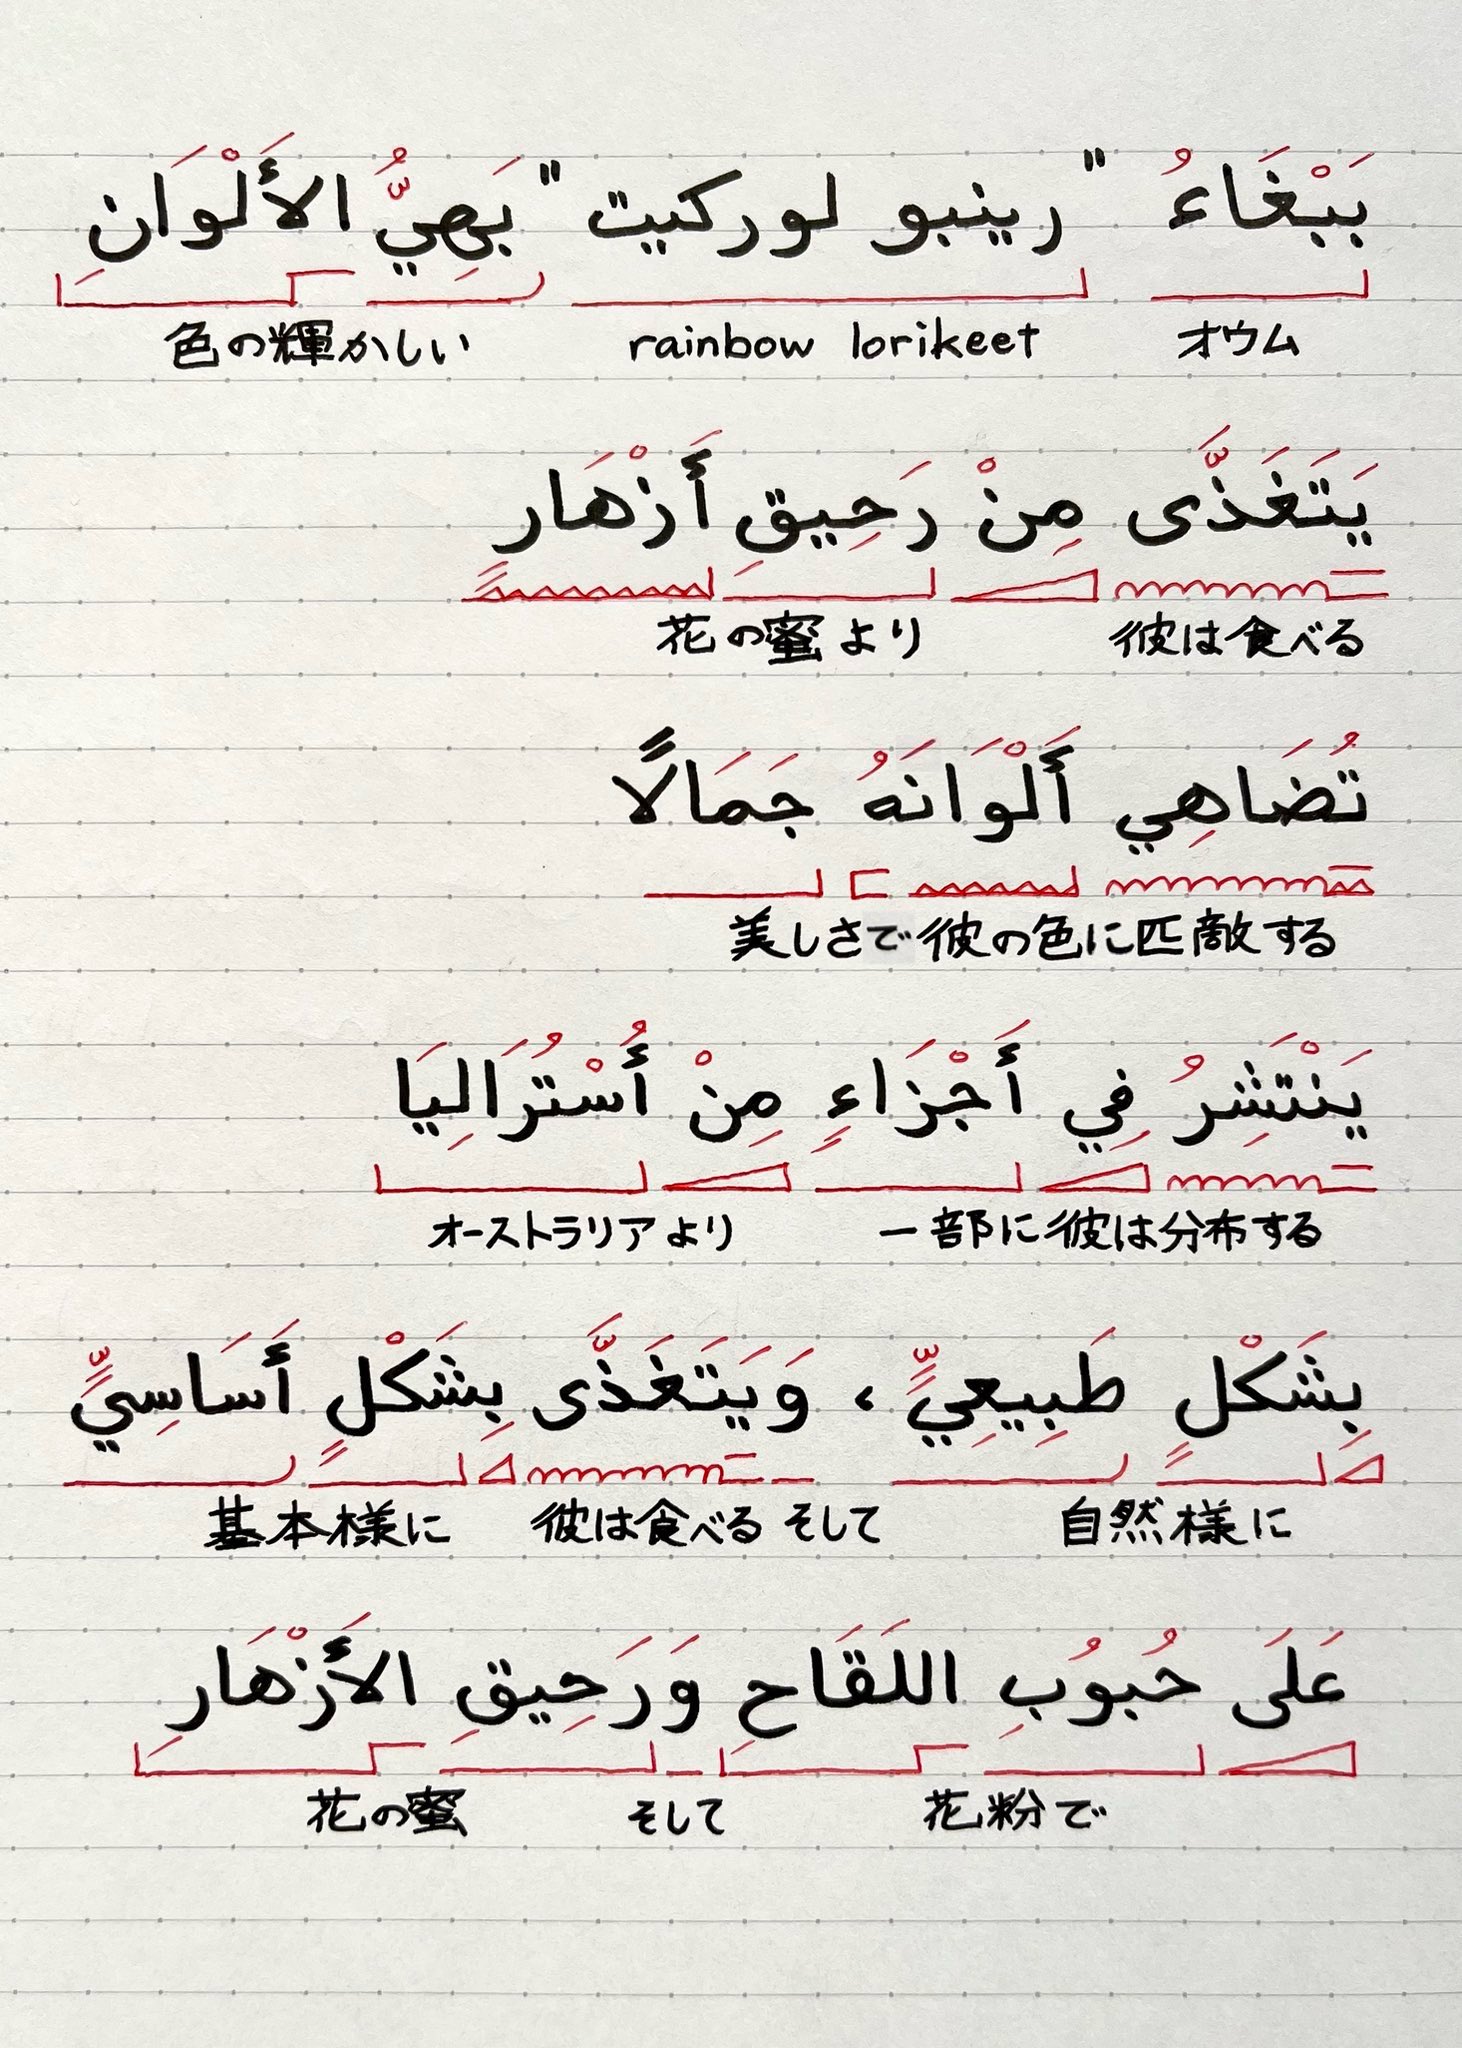 بَبْغَاءُ "رينبو لوركيت" بَهِيُّ الأَلْوَانِ
色の輝かしい rainbow lorikeet オウム
يَتَغَذَّى مِنْ رَحِيقِ أَزْهَارٍ
花の蜜より 彼は食べる
تُضَاهِي أَلْوَانَهُ جَمَالًا
美しさで彼の色に匹敵する
يَنْتَشِرُ فِي أَجْزَاءٍ مِنْ أُسْتُرَالِيَا
オーストラリアより 一部に彼は分布する
بِشَكْلٍ طَبِيعِيٍّ، وَيَتَغَذَّى بِشَكْلٍ أَسَاسِيٍّ
基本様に 彼は食べる そして 自然様に
عَلَى حُبُوبِ اللَقَاحِ وَرَحِيقِ الأَزْهَارِ
花の蜜 そして 花粉で